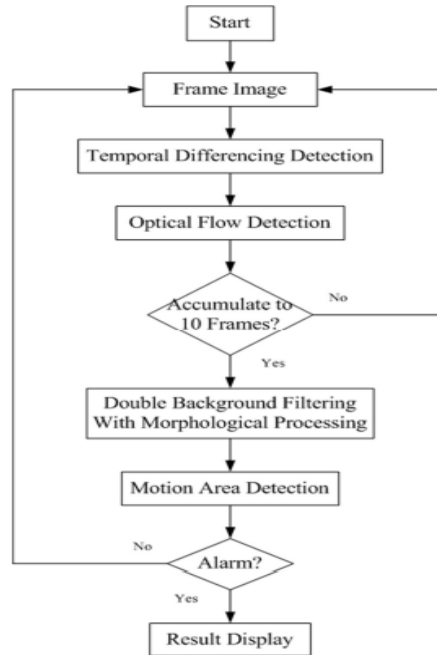 Start
Frame Image
Temporal Differencing Detection
Optical Flow Detection
Accumulate to
10 Frames?
No
Yes
Double Background Filtering
With Morphological Processing
Motion Area Detection
No
Alarm?
Yes
Result Display